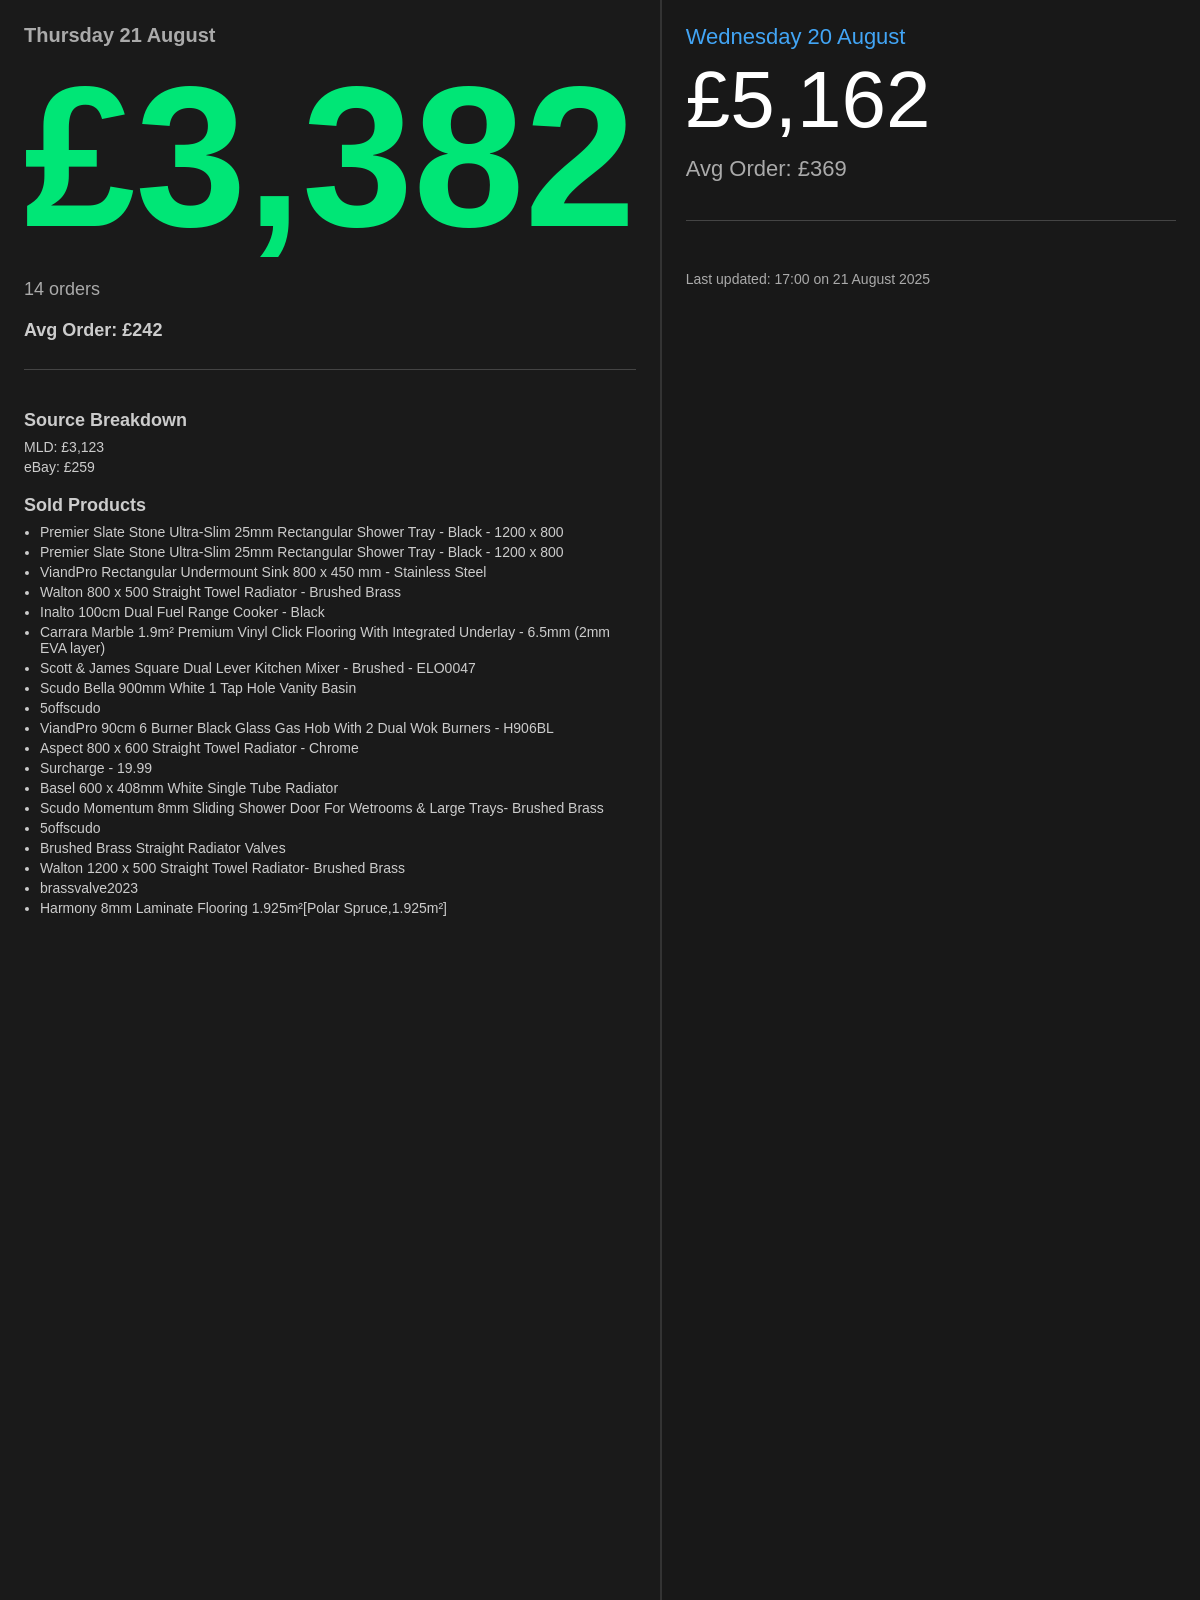 Thursday 21 August
£3,382
14 orders
Avg Order: £242
Source Breakdown
MLD: £3,123
eBay: £259
Sold Products
• Premier Slate Stone Ultra-Slim 25mm Rectangular Shower Tray - Black - 1200 x 800
• Premier Slate Stone Ultra-Slim 25mm Rectangular Shower Tray - Black - 1200 x 800
• ViandPro Rectangular Undermount Sink 800 x 450 mm - Stainless Steel
• Walton 800 x 500 Straight Towel Radiator - Brushed Brass
• Inalto 100cm Dual Fuel Range Cooker - Black
• Carrara Marble 1.9m² Premium Vinyl Click Flooring With Integrated Underlay - 6.5mm (2mm
EVA layer)
• Scott & James Square Dual Lever Kitchen Mixer - Brushed - ELO0047
• Scudo Bella 900mm White 1 Tap Hole Vanity Basin
• 5offscudo
• ViandPro 90cm 6 Burner Black Glass Gas Hob With 2 Dual Wok Burners - H906BL
• Aspect 800 x 600 Straight Towel Radiator - Chrome
• Surcharge - 19.99
• Basel 600 x 408mm White Single Tube Radiator
• Scudo Momentum 8mm Sliding Shower Door For Wetrooms & Large Trays- Brushed Brass
• 5offscudo
• Brushed Brass Straight Radiator Valves
• Walton 1200 x 500 Straight Towel Radiator- Brushed Brass
• brassvalve2023
• Harmony 8mm Laminate Flooring 1.925m²[Polar Spruce,1.925m²]
Wednesday 20 August
£5,162
Avg Order: £369
Last updated: 17:00 on 21 August 2025